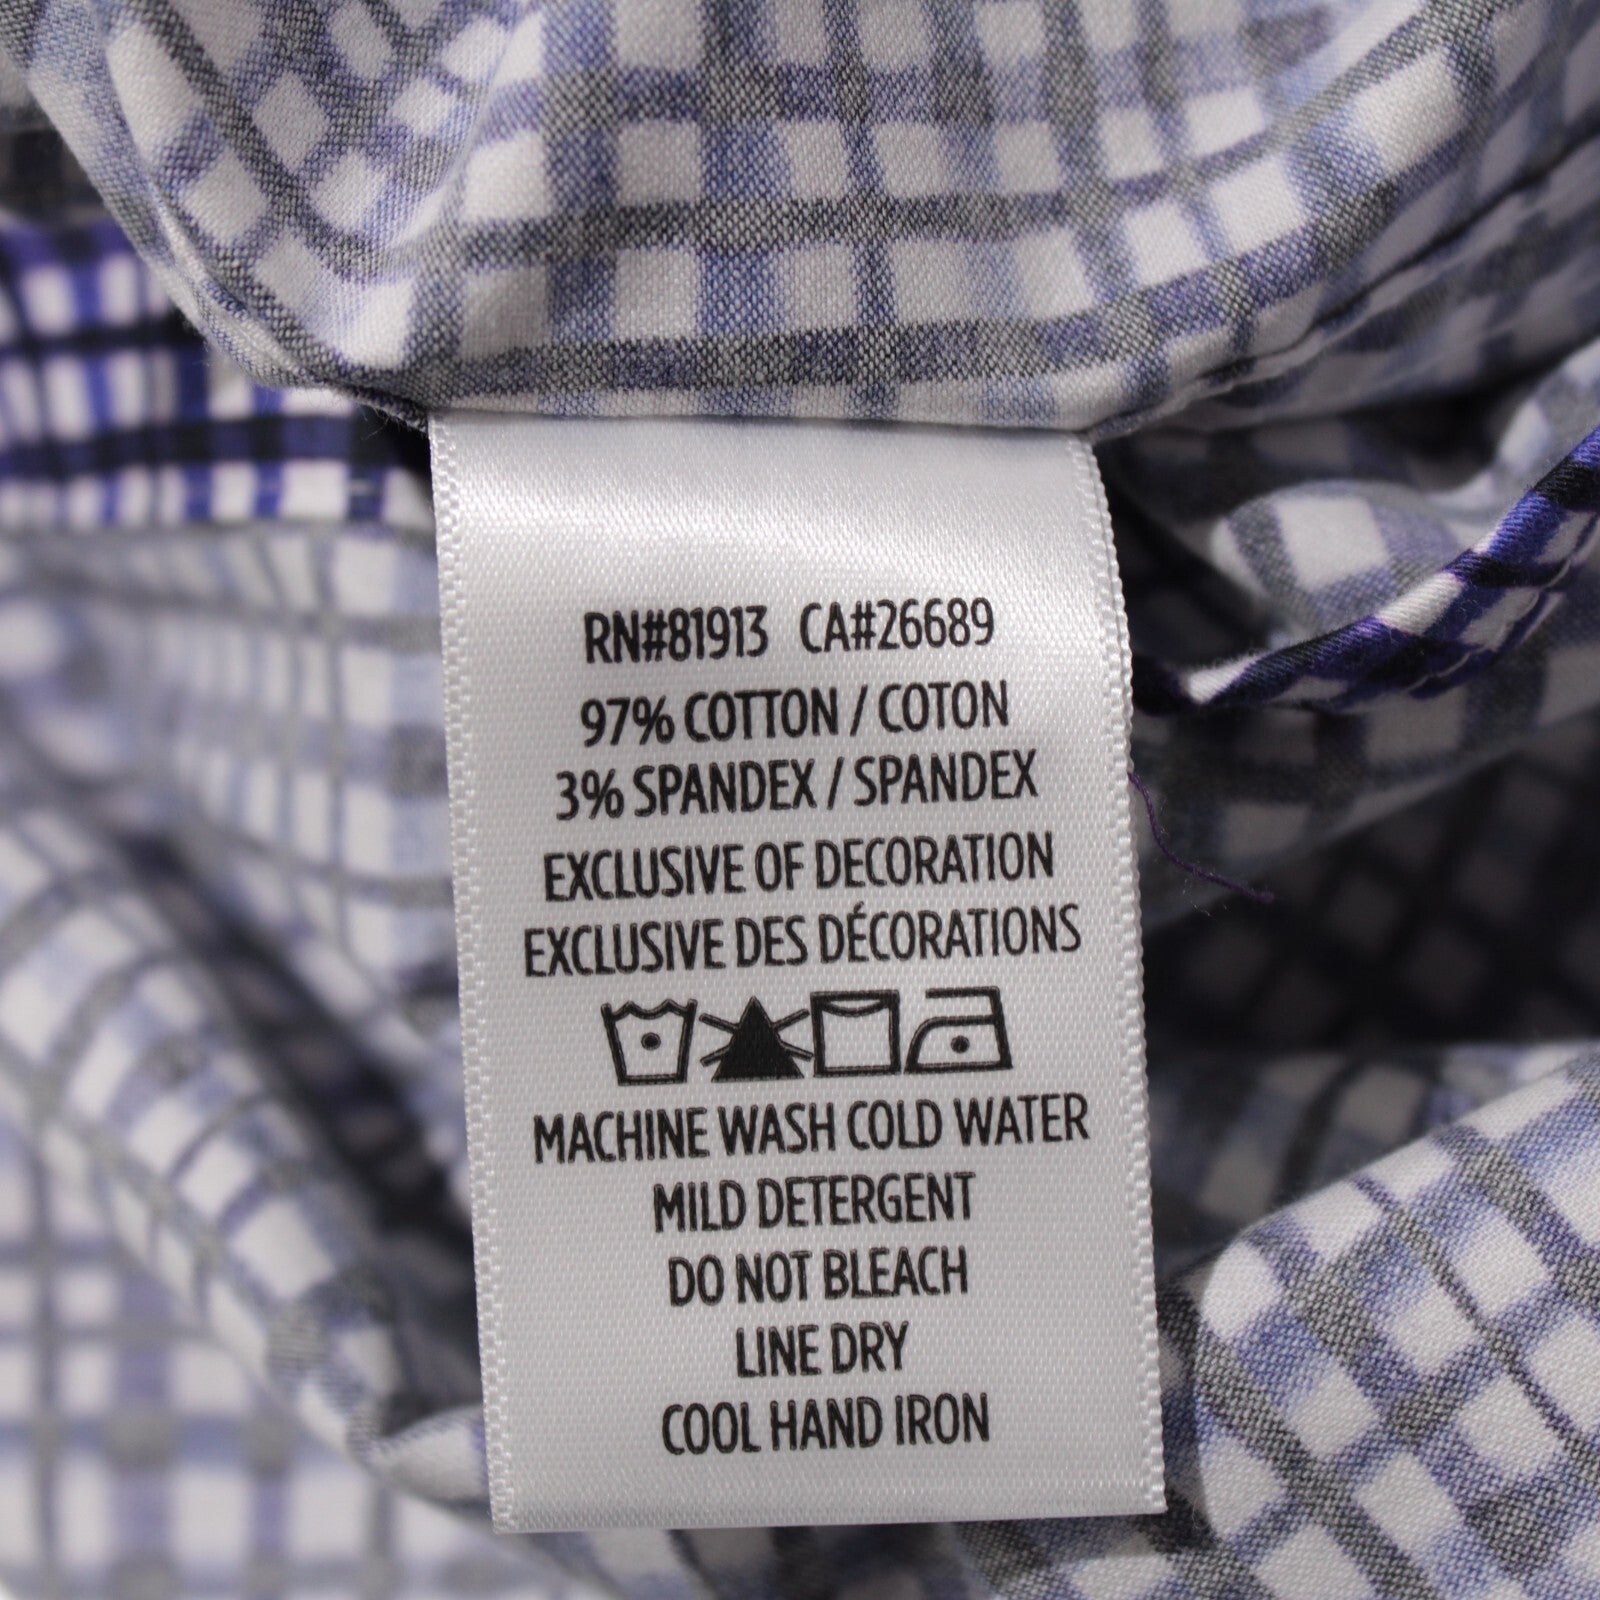 RN#81913 CA#26689
97% COTTON / COTON
3% SPANDEX / SPANDEX
EXCLUSIVE OF DECORATION
EXCLUSIVE DES DÉCORATIONS
MACHINE WASH COLD WATER
MILD DETERGENT
DO NOT BLEACH
LINE DRY
COOL HAND IRON